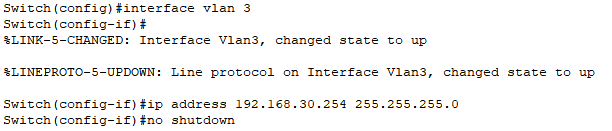 Switch(config)#interface vlan 3
Switch(config-if)#
%LINK-5-CHANGED: Interface Vlan3, changed state to up
%LINEPROTO-5-UPDOWN: Line protocol on Interface Vlan3, changed state to up
Switch(config-if)#ip address 192.168.30.254 255.255.255.0
Switch(config-if)#no shutdown